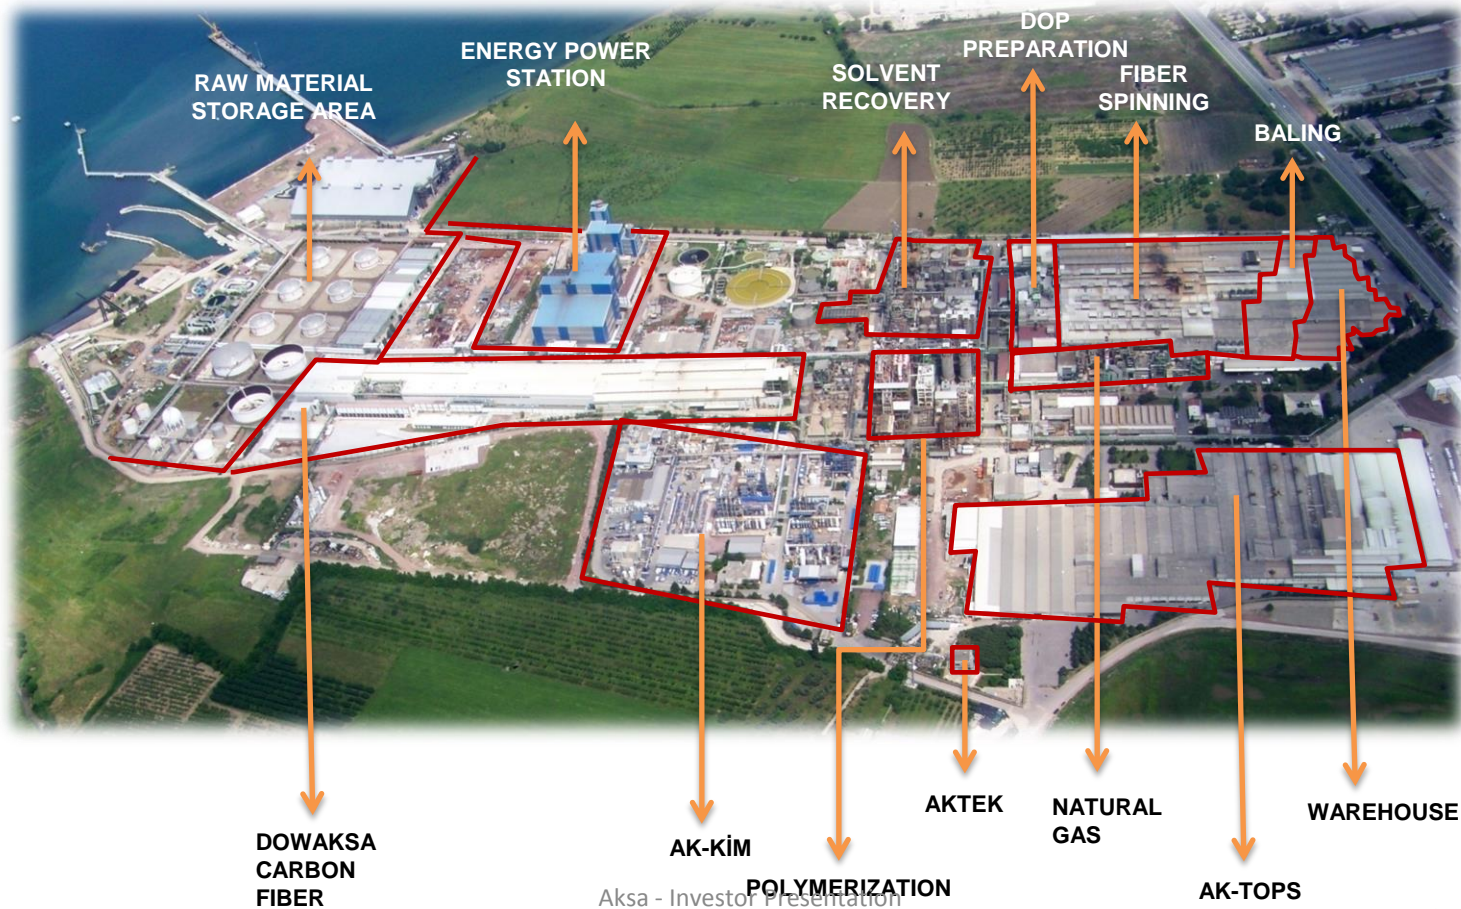 DOP
PREPARATION
ENERGY POWER
STATION
RAW MATERIAL
STORAGE AREA
SOLVENT
RECOVERY
FIBER
SPINNING
BALING
AKTEK
NATURAL
GAS
WAREHOUSE
DOWAKSA
CARBON
FIBER
AK-KİM
POLYMERIZATION
AK-TOPS
Aksa - Investor Presentation